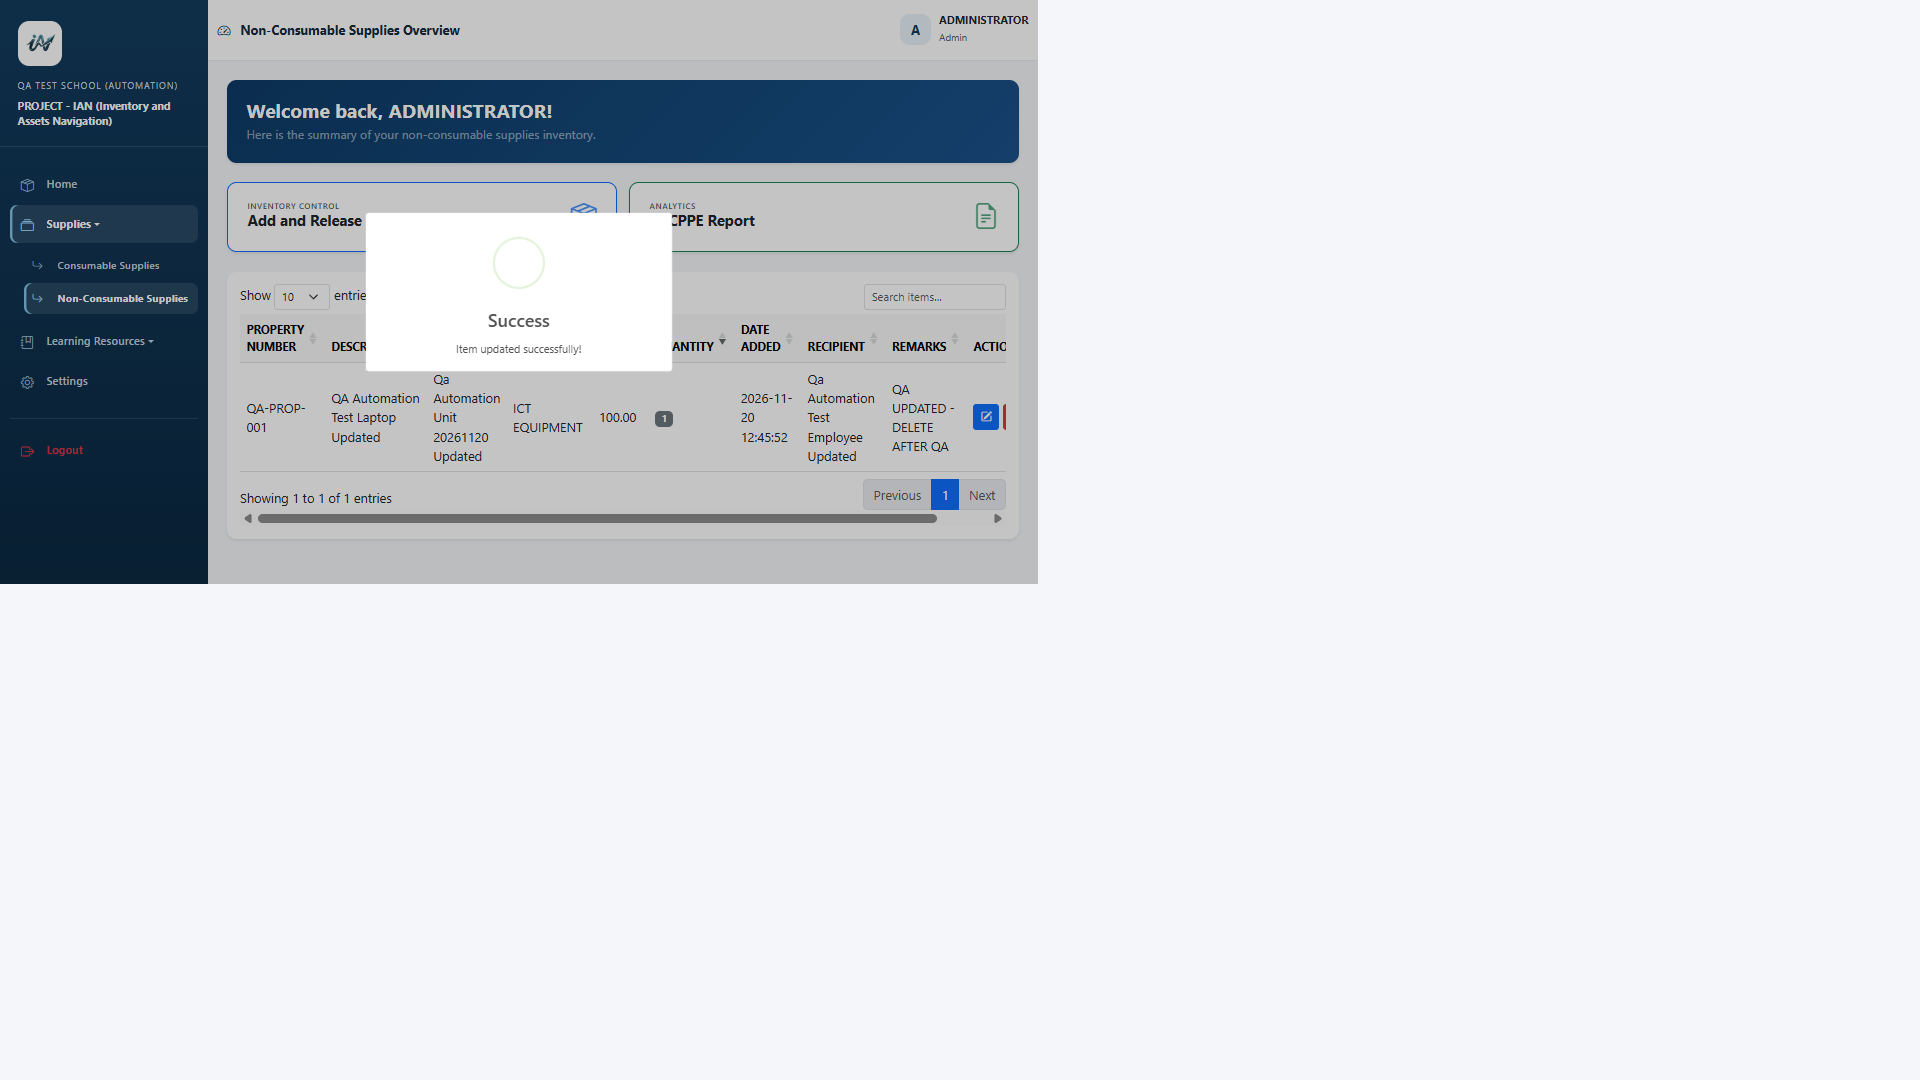 iAN
QA TEST SCHOOL (AUTOMATION)
PROJECT - IAN (Inventory and
Assets Navigation)
Home
Supplies
Consumable Supplies
Non-Consumable Supplies
Learning Resources
Settings
Logout
Non-Consumable Supplies Overview
A
ADMINISTRATOR
Admin
Welcome back, ADMINISTRATOR!
Here is the summary of your non-consumable supplies inventory.
INVENTORY CONTROL
Add and Release
ANALYTICS
CPPE Report
Success
Item updated successfully!
Show 10 entrie
Search items...
PROPERTY
NUMBER
DESCR
ANTITY
DATE
ADDED
RECIPIENT
REMARKS
ACTIO
QA-PROP-
001
QA Automation
Test Laptop
Updated
Qa
Automation
Unit
20261120
Updated
ICT
EQUIPMENT
100.00
1
2026-11-
20
12:45:52
Qa
Automation
Test
Employee
Updated
QA
UPDATED -
DELETE
AFTER QA
Showing 1 to 1 of 1 entries
Previous
1
Next